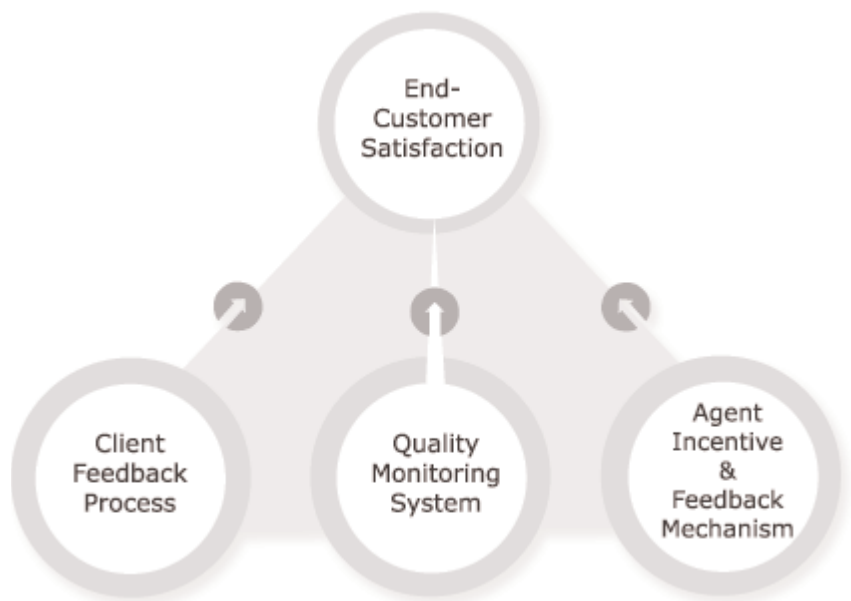 End-
Customer
Satisfaction
Client
Feedback
Process
Quality
Monitoring
System
Agent
Incentive
&
Feedback
Mechanism